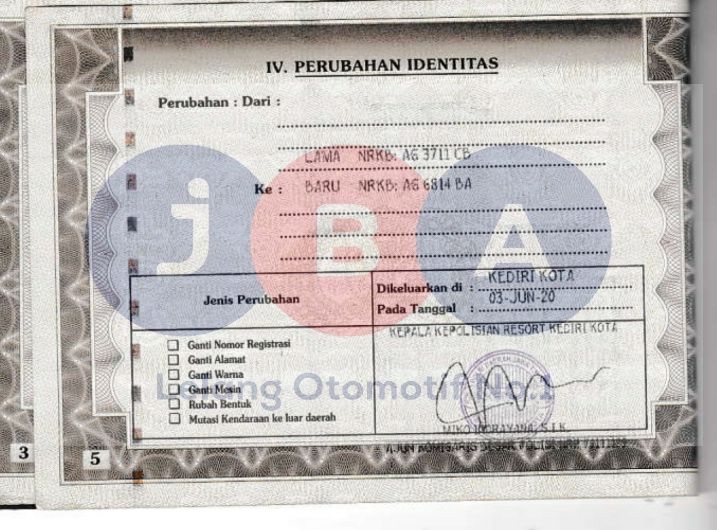 IV. PERUBAHAN IDENTITAS
Perubahan : Dari :
LAMA NRKB: AG 3711 CB
Ke : BARU NRKB: AG 6814 BA
JBA
Jenis Perubahan
Dikeluarkan di : KEDIRI KOTA
Pada Tanggal : 03-JUN-20
KEPALA KEPOLISIAN RESORT KEDIRI KOTA
Ganti Nomor Registrasi
Ganti Alamat
Ganti Warna
Ganti Mesin
Rubah Bentuk
Mutasi Kendaraan ke luar daerah
Lelang Otomotif No.1
S.I.K.
3
5